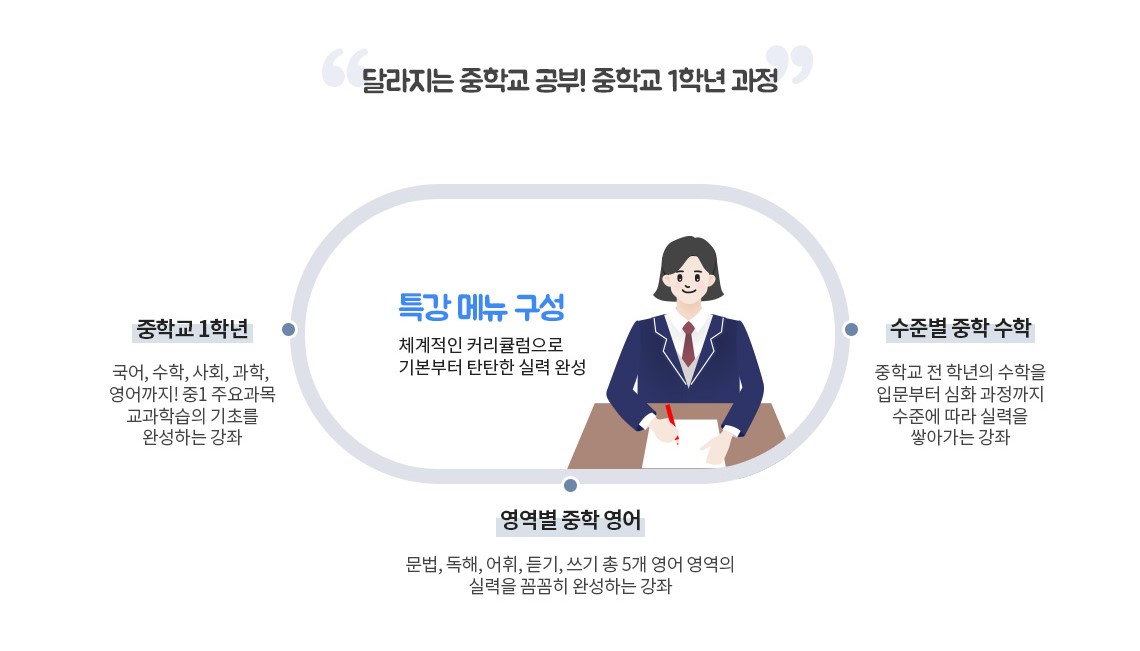 “달라지는 중학교 공부! 중학교 1학년 과정”
특강 메뉴 구성
체계적인 커리큘럼으로
기본부터 탄탄한 실력 완성
중학교 1학년
국어, 수학, 사회, 과학,
영어까지! 중1 주요과목
교과학습의 기초를
완성하는 강좌
수준별 중학 수학
중학교 전 학년의 수학을
입문부터 심화 과정까지
수준에 따라 실력을
쌓아가는 강좌
영역별 중학 영어
문법, 독해, 어휘, 듣기, 쓰기 총 5개 영어 영역의
실력을 꼼꼼히 완성하는 강좌